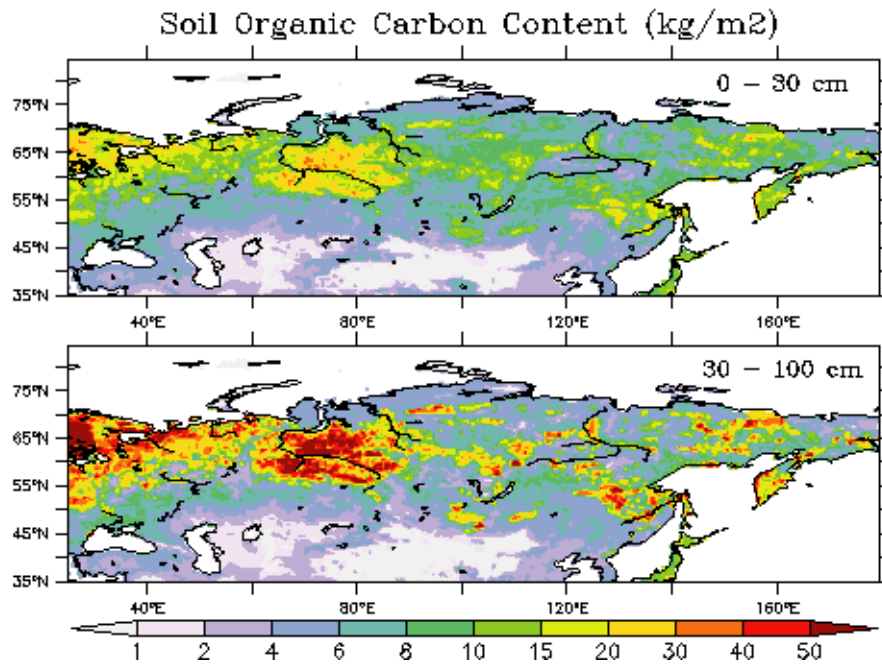 Soil Organic Carbon Content (kg/m2)
0 – 30 cm
75°N
65°N
55°N
45°N
35°N
40°E 80°E 120°E 160°E
30 – 100 cm
75°N
65°N
55°N
45°N
35°N
40°E 80°E 120°E 160°E
1 2 4 6 8 10 15 20 30 40 50